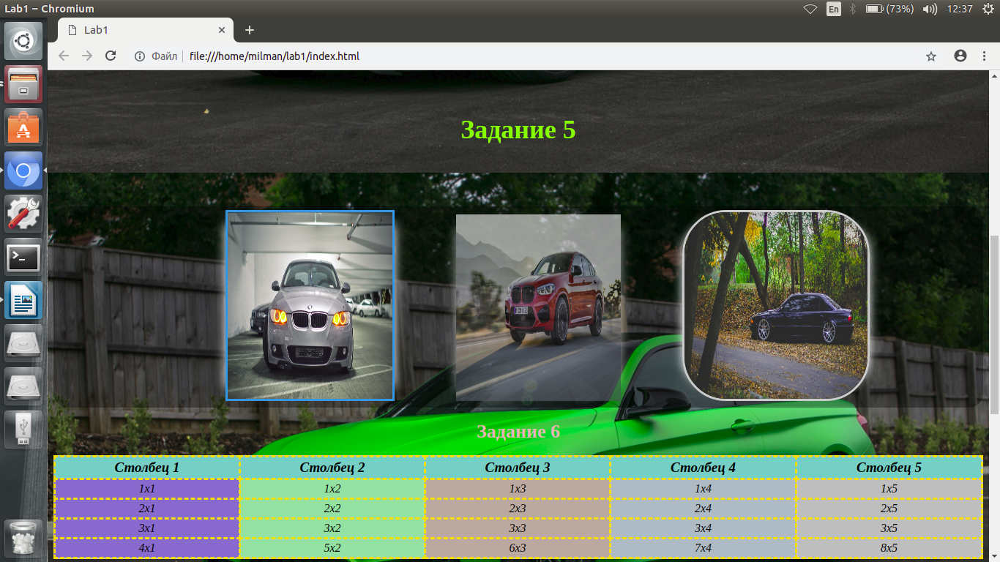 Lab1 – Chromium
En
(73%)
12:37
Lab1
Файл
file:///home/milman/lab1/index.html
Задание 5
Задание 6
Столбец 1 Столбец 2 Столбец 3 Столбец 4 Столбец 5
1x1 1x2 1x3 1x4 1x5
2x1 2x2 2x3 2x4 2x5
3x1 3x2 3x3 3x4 3x5
4x1 5x2 6x3 7x4 8x5